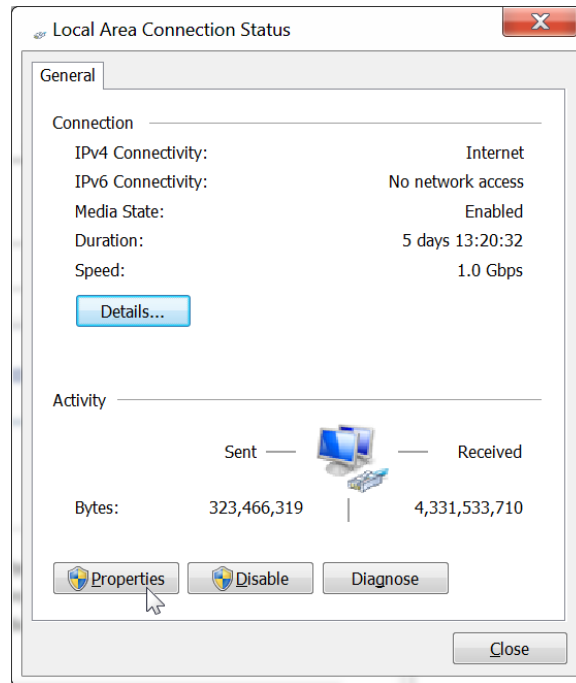 Local Area Connection Status
General
Connection
IPv4 Connectivity: Internet
IPv6 Connectivity: No network access
Media State: Enabled
Duration: 5 days 13:20:32
Speed: 1.0 Gbps
Details...
Activity
Sent Received
Bytes: 323,466,319 4,331,533,710
Properties Disable Diagnose
Close